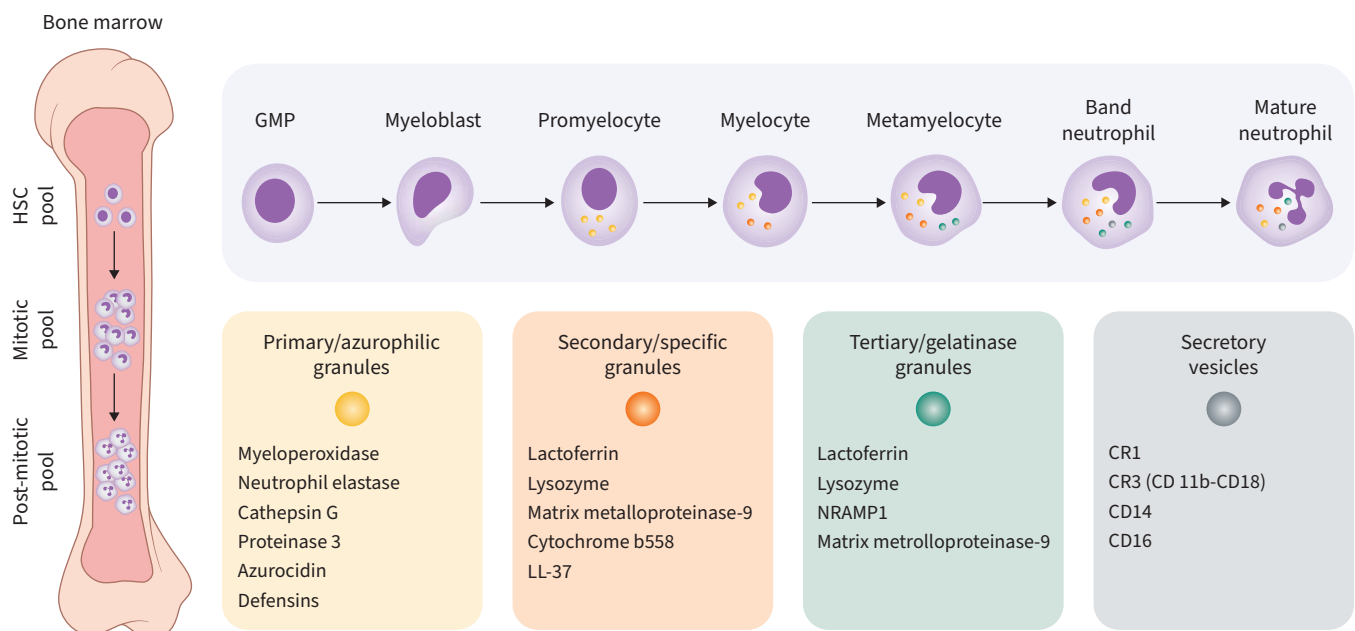 Bone marrow
HSC
pool
Mitotic
pool
Post-mitotic
pool
GMP
Myeloblast
Promyelocyte
Myelocyte
Metamyelocyte
Band
neutrophil
Mature
neutrophil
Primary/azurophilic
granules
Myeloperoxidase
Neutrophil elastase
Cathepsin G
Proteinase 3
Azurocidin
Defensins
Secondary/specific
granules
Lactoferrin
Lysozyme
Matrix metalloproteinase-9
Cytochrome b558
LL-37
Tertiary/gelatinase
granules
Lactoferrin
Lysozyme
NRAMP1
Matrix metrolloproteinase-9
Secretory
vesicles
CR1
CR3 (CD 11b-CD18)
CD14
CD16